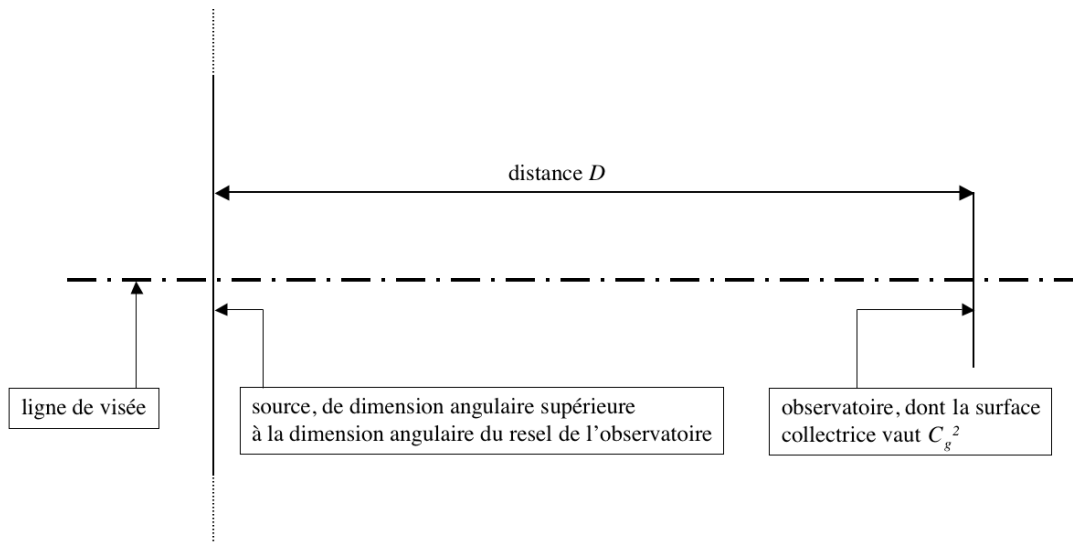 distance D
ligne de visée
source, de dimension angulaire supérieure
à la dimension angulaire du resel de l'observatoire
observatoire, dont la surface
collectrice vaut C_g²